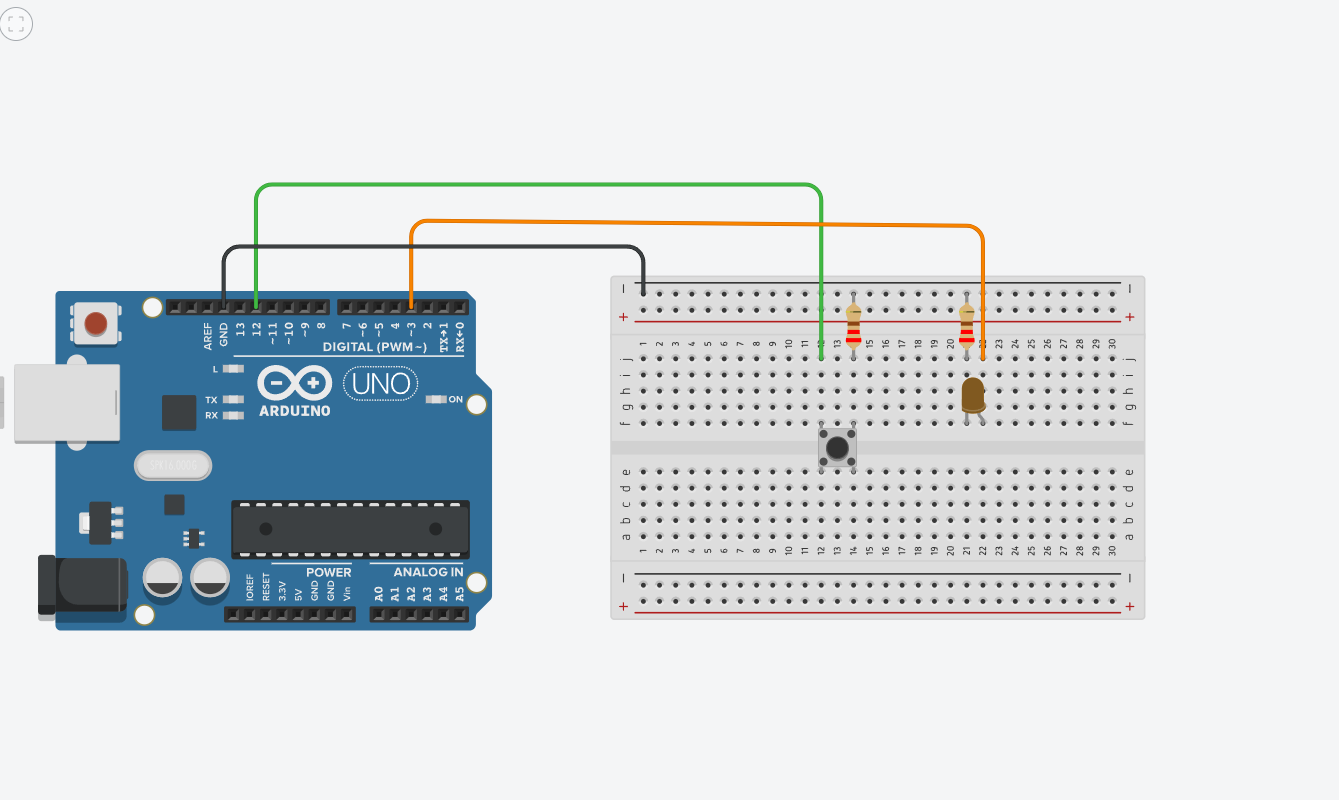 − −
+ +
1 2 3 4 5 6 7 8 9 10 11 12 13 15 16 17 18 19 20 21 23 24 25 26 27 28 29 30
j j
i i
h h
g g
f f
e e
d d
c c
b b
a a
1 2 3 4 5 6 7 8 9 10 11 12 13 14 15 16 17 18 19 20 21 22 23 24 25 26 27 28 29 30
− −
+ +
AREF GND 13 12 ~11 ~10 ~9 8 7 ~6 ~5 4 ~3 2 TX→1 RX←0
DIGITAL (PWM~)
L
TX
RX
ARDUINO
UNO
ON
POWER
ANALOG IN
IOREF RESET 3.3V 5V GND GND Vin A0 A1 A2 A3 A4 A5